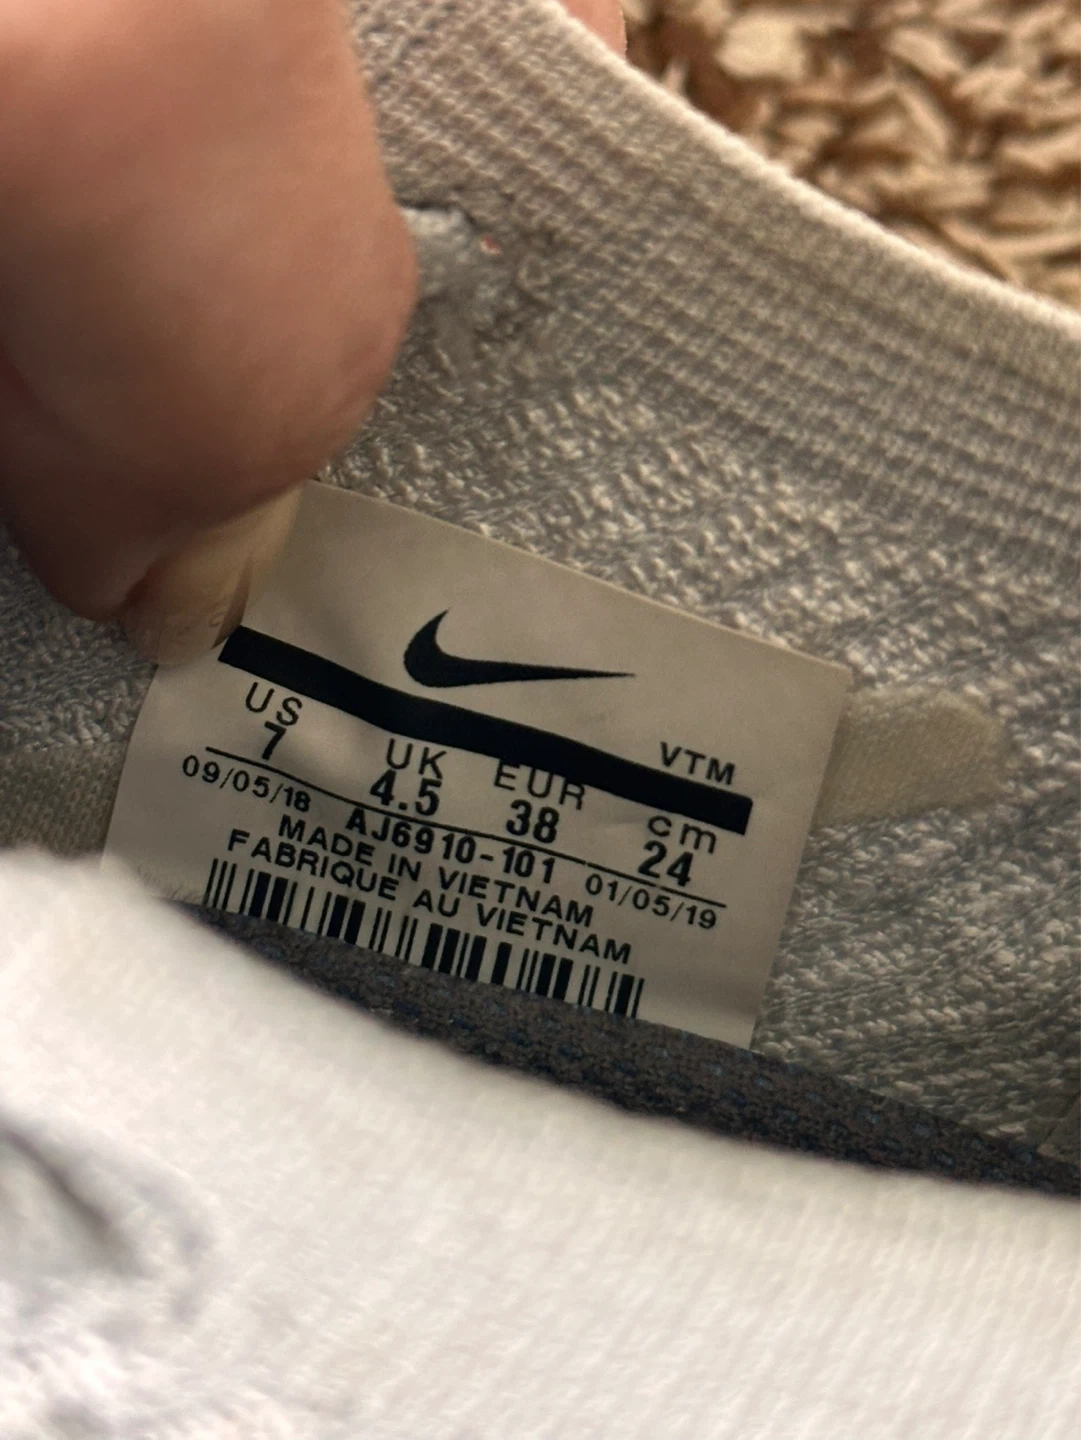 VTM
US UK EUR cm
7 4.5 38 24
09/05/18 AJ6910-101 01/05/19
MADE IN VIETNAM
FABRIQUE AU VIETNAM